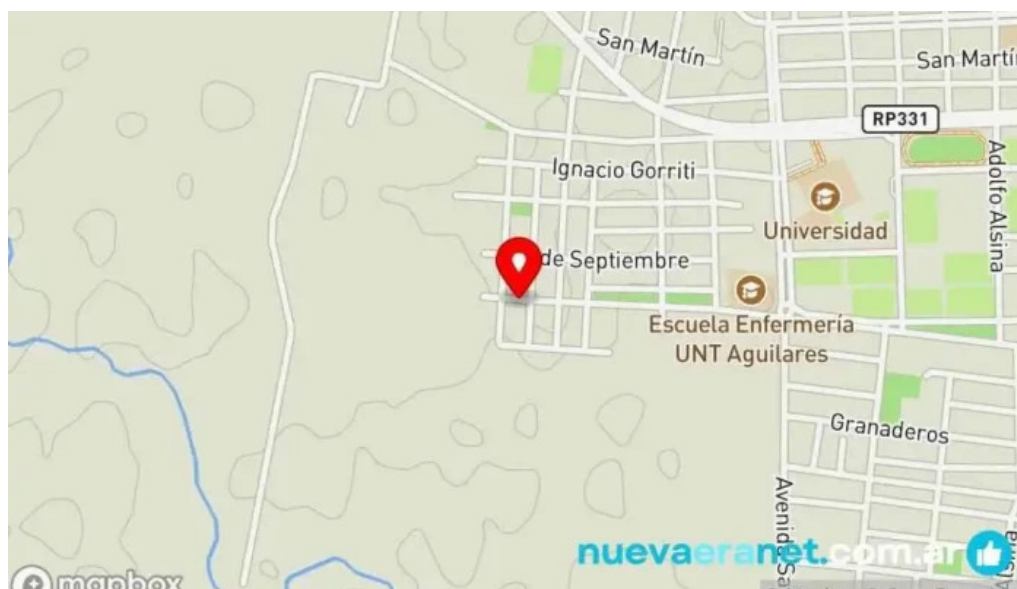 San Martín
San Martí
RP331
Ignacio Gorriti
Adolfo Alsina
Universidad
de Septiembre
Escuela Enfermería
UNT Aguilares
Granaderos
Avenida Sa
nuevaeranet.com.ar
mapbox